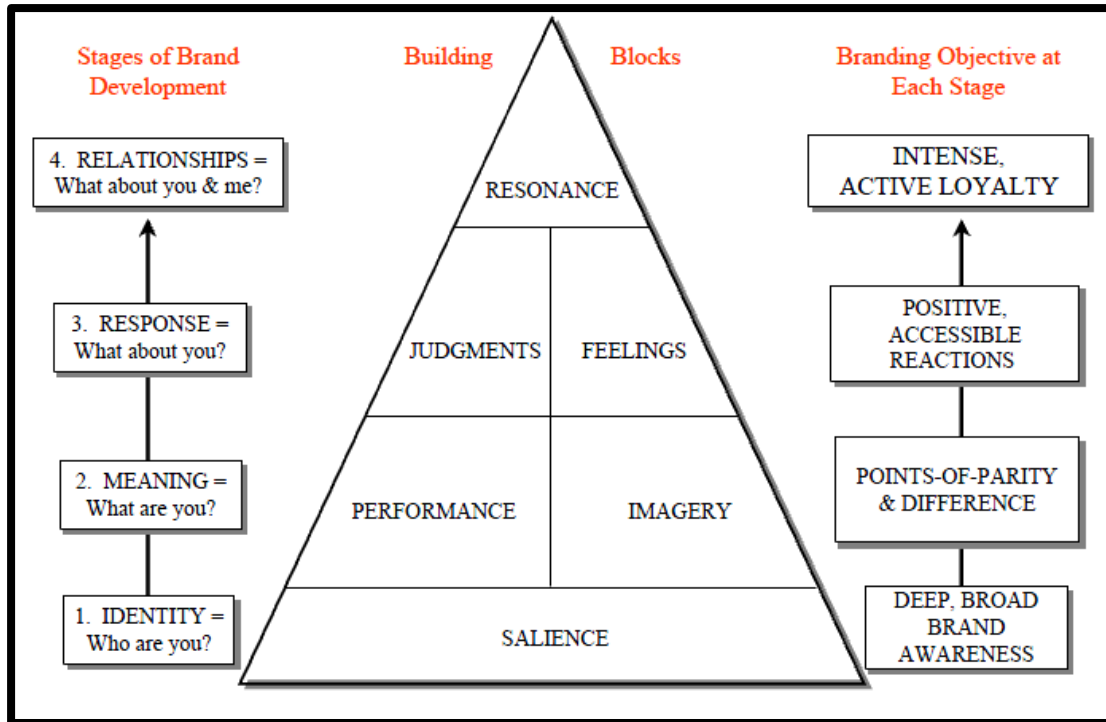 Stages of Brand
Development
Building Blocks
Branding Objective at
Each Stage
4. RELATIONSHIPS =
What about you & me?
3. RESPONSE =
What about you?
2. MEANING =
What are you?
1. IDENTITY =
Who are you?
RESONANCE
JUDGMENTS
FEELINGS
PERFORMANCE
IMAGERY
SALIENCE
INTENSE,
ACTIVE LOYALTY
POSITIVE,
ACCESSIBLE
REACTIONS
POINTS-OF-PARITY
& DIFFERENCE
DEEP, BROAD
BRAND
AWARENESS